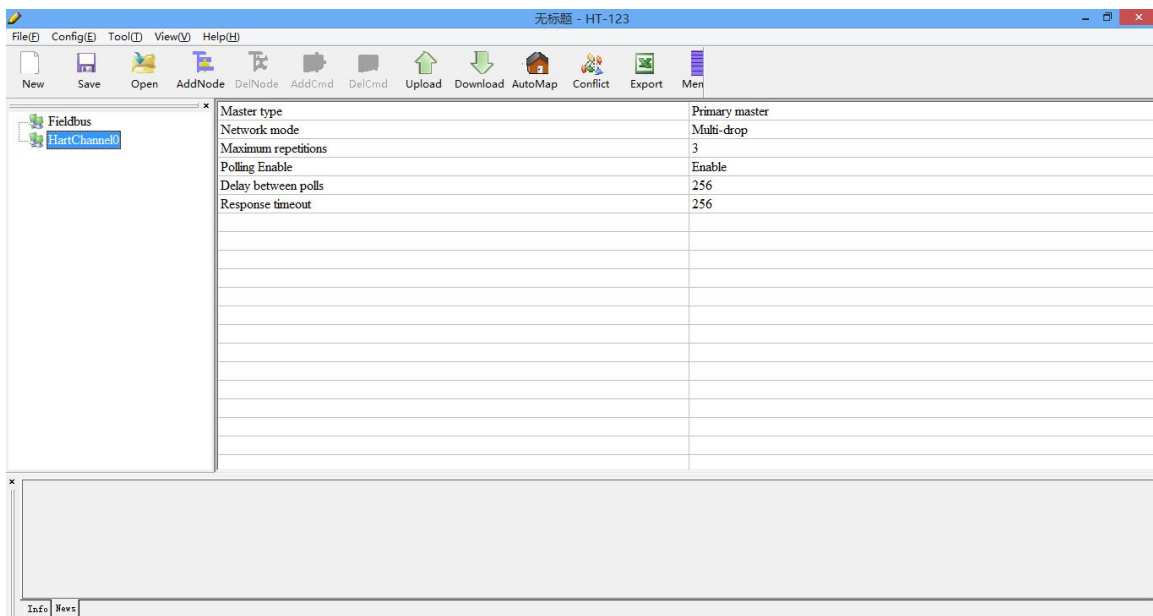 无标题 - HT-123
File(F) Config(E) Tool(T) View(V) Help(H)
New Save Open AddNode DelNode AddCmd DelCmd Upload Download AutoMap Conflict Export Men
Fieldbus
HartChannel0
Master type Primary master
Network mode Multi-drop
Maximum repetitions 3
Polling Enable Enable
Delay between polls 256
Response timeout 256
Info News